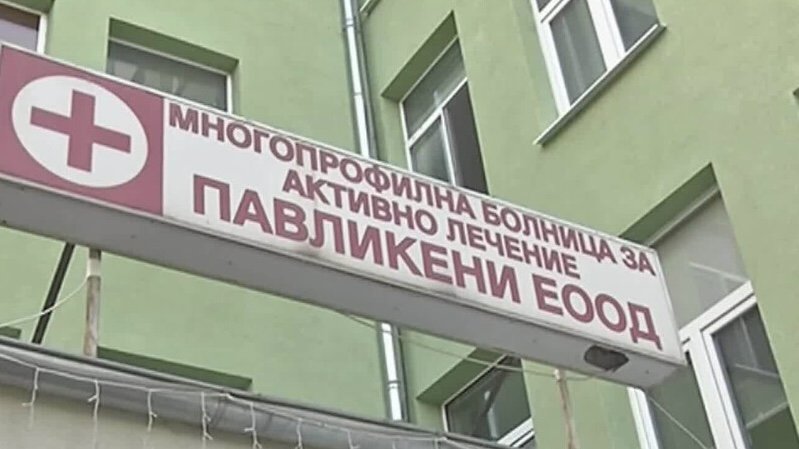 МНОГОПРОФИЛНА БОЛНИЦА ЗА
АКТИВНО ЛЕЧЕНИЕ
ПАВЛИКЕНИ ЕООД